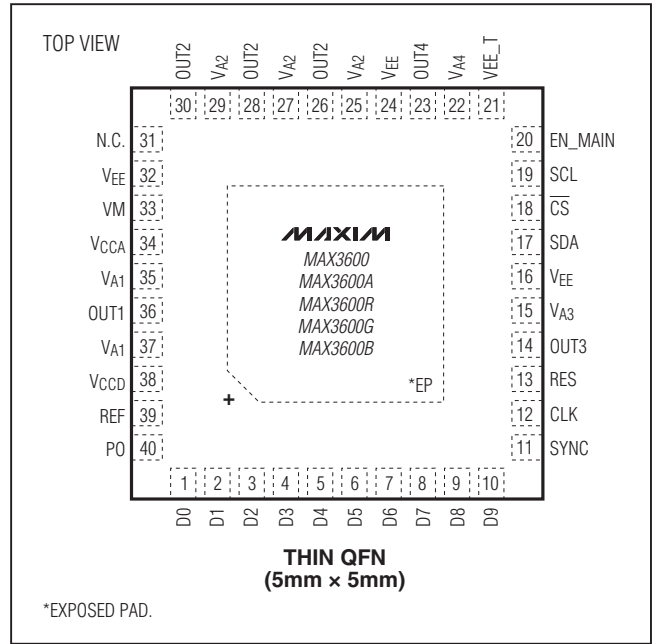 TOP VIEW
OUT2 VA2 OUT2 VA2 OUT2 VA2 VEE OUT4 VA4 VEE_T
30 29 28 27 26 25 24 23 22 21
N.C. 31
VEE 32
VM 33
VCCA 34
VA1 35
OUT1 36
VA1 37
VCCD 38
REF 39
PO 40
20 EN_MAIN
19 SCL
18 C̅S̅
17 SDA
16 VEE
15 VA3
14 OUT3
13 RES
12 CLK
11 SYNC
MAXIM
MAX3600
MAX3600A
MAX3600R
MAX3600G
MAX3600B
*EP
+
1 2 3 4 5 6 7 8 9 10
D0 D1 D2 D3 D4 D5 D6 D7 D8 D9
THIN QFN
(5mm × 5mm)
*EXPOSED PAD.